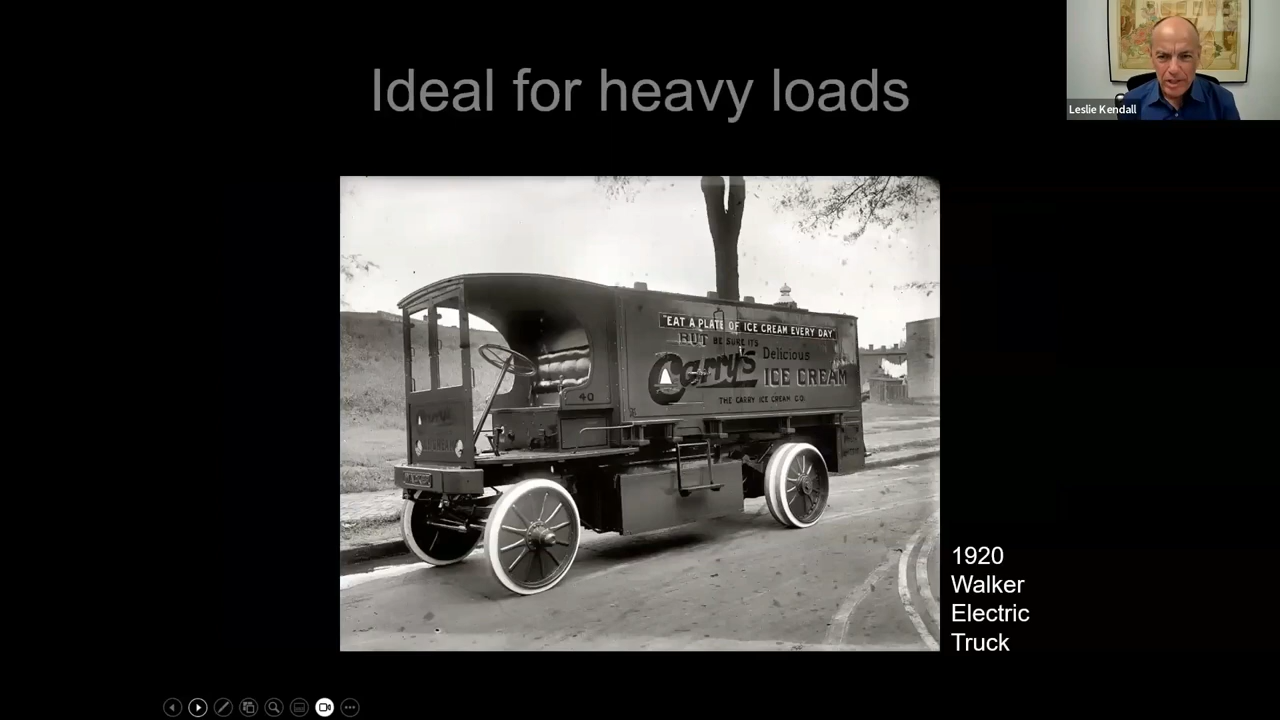 Ideal for heavy loads
Leslie Kendall
"EAT A PLATE OF ICE CREAM EVERY DAY"
BUT BE SURE IT'S
Carry's Delicious
ICE CREAM
THE CARRY ICE CREAM CO.
40
1920
Walker
Electric
Truck